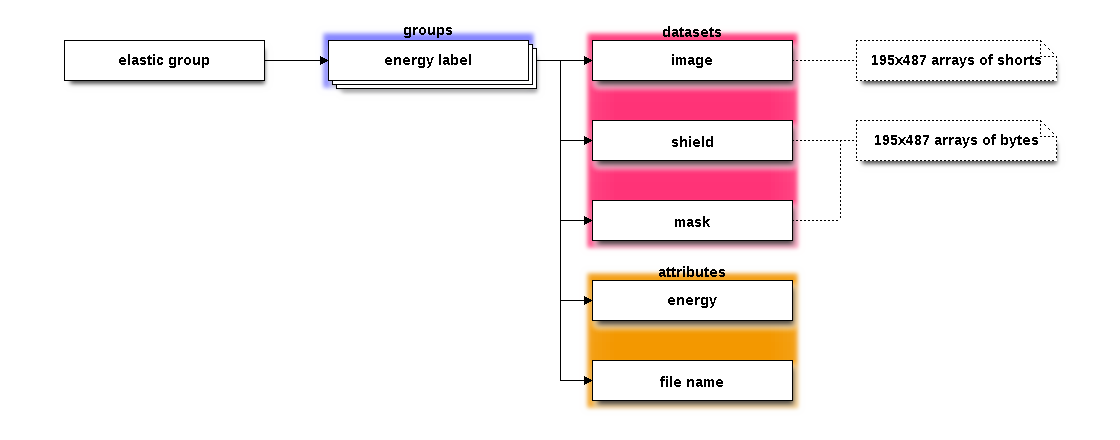 groups
datasets
elastic group
energy label
image
195x487 arrays of shorts
shield
195x487 arrays of bytes
mask
attributes
energy
file name